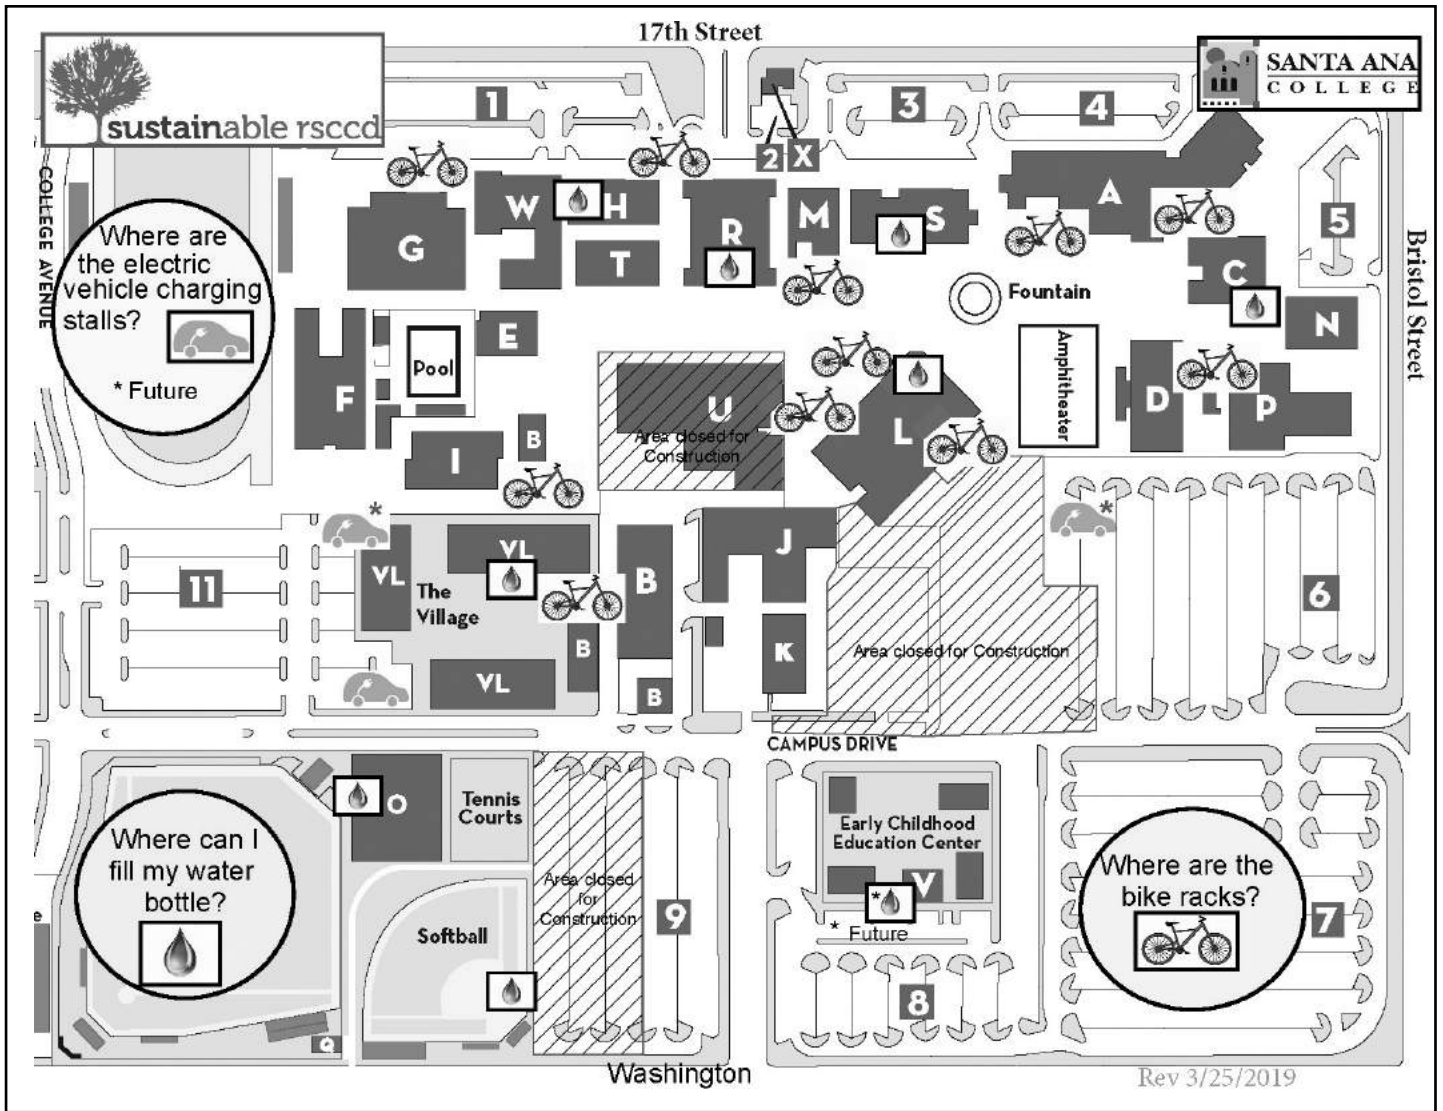 17th Street
sustainable rsccd
SANTA ANA
COLLEGE
1
3
4
2
X
COLLEGE AVENUE
5
W
H
G
T
R
M
S
A
C
N
Bristol Street
Where are
the electric
vehicle charging
stalls?
* Future
Fountain
Amphitheater
E
Pool
F
I
B
U
Area closed for
Construction
L
D
P
*
*
11
VL
VL
The
Village
VL
B
B
B
J
K
Area closed for Construction
6
CAMPUS DRIVE
O
Tennis
Courts
Where can I
fill my water
bottle?
Softball
Q
Area closed
for
Construction
9
Early Childhood
Education Center
V
*
* Future
8
Where are the
bike racks?
7
Washington
Rev 3/25/2019